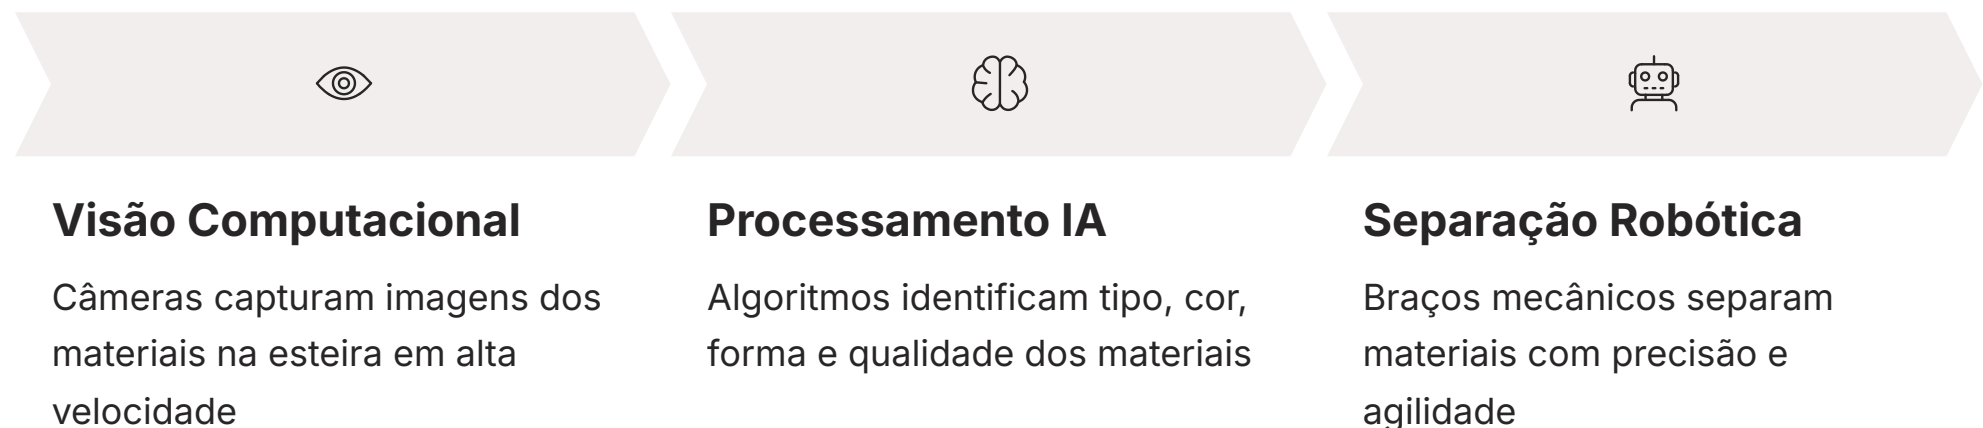 Visão Computacional
Câmeras capturam imagens dos
materiais na esteira em alta
velocidade
Processamento IA
Algoritmos identificam tipo, cor,
forma e qualidade dos materiais
Separação Robótica
Braços mecânicos separam
materiais com precisão e
agilidade